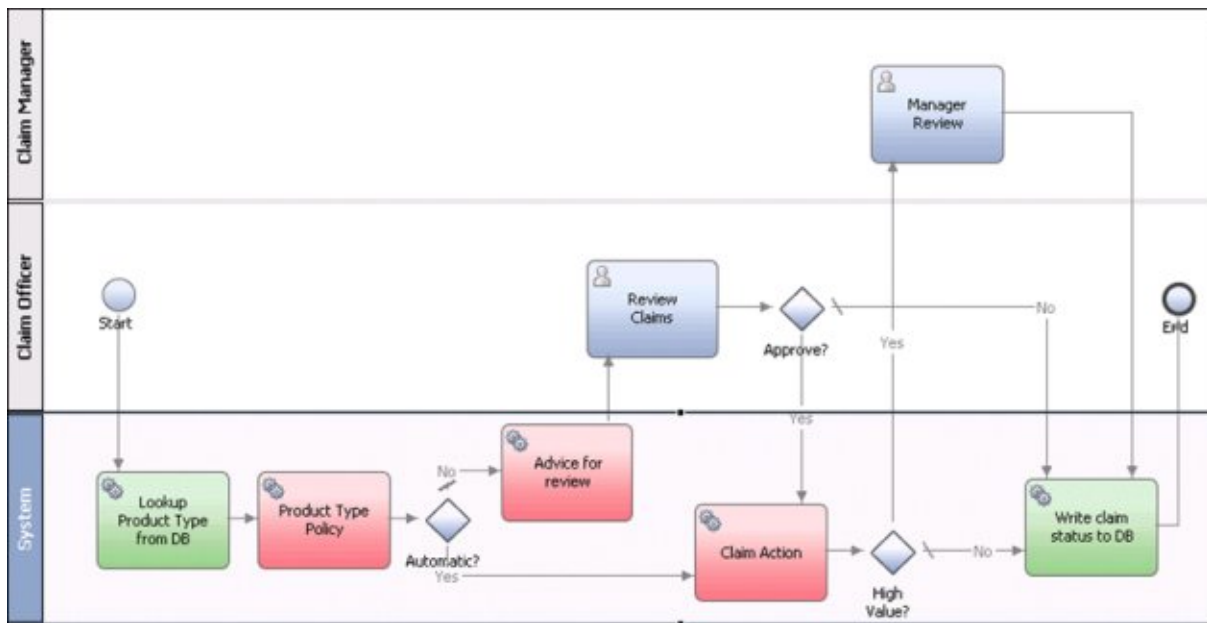 Claim Manager
Manager
Review
Claim Officer
Start
Review
Claims
Approve?
No
Yes
End
Yes
System
Lookup
Product Type
from DB
Product Type
Policy
No
Automatic?
Yes
Advice for
review
Claim Action
High
Value?
No
Write claim
status to DB